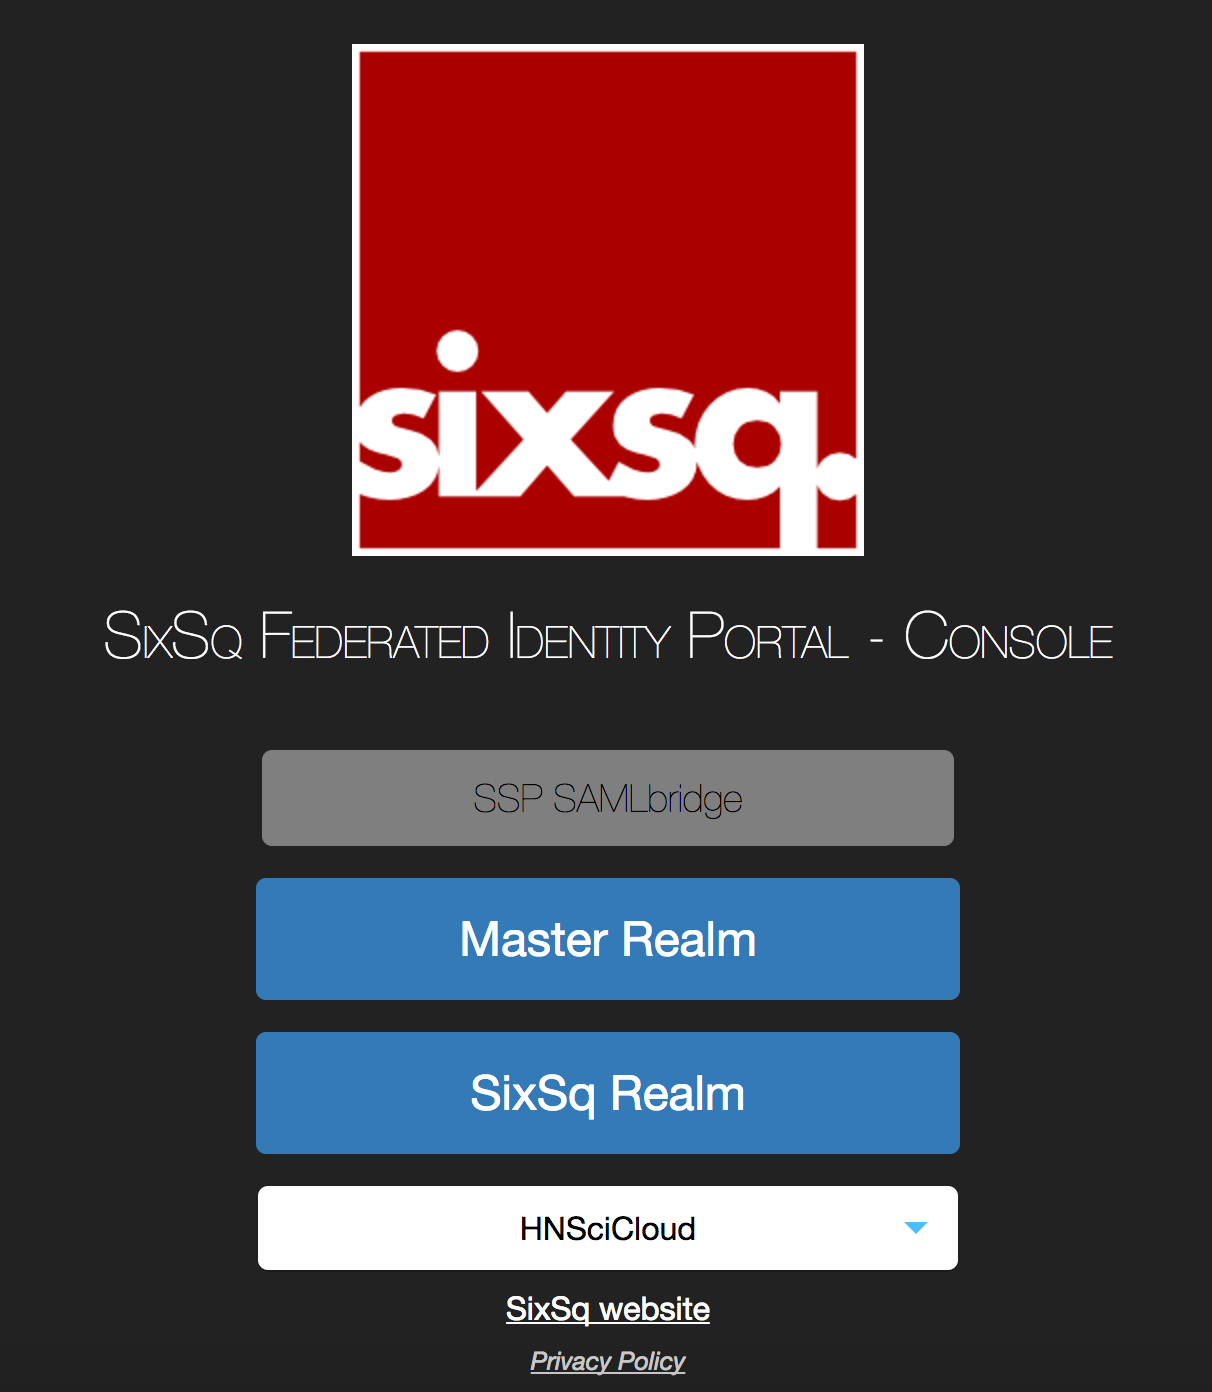 sixsq.
SixSq Federated Identity Portal - Console
SSP SAMLbridge
Master Realm
SixSq Realm
HNSciCloud
SixSq website
Privacy Policy